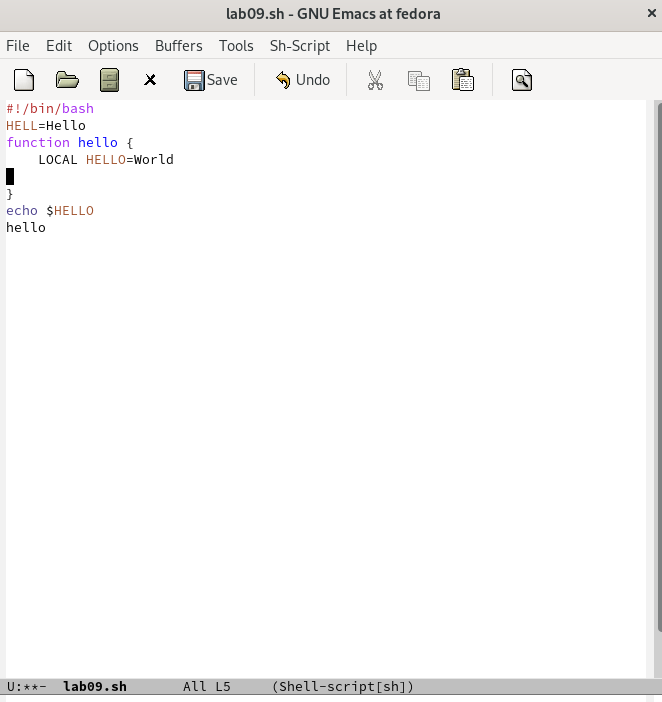 lab09.sh - GNU Emacs at fedora ×
File Edit Options Buffers Tools Sh-Script Help
Save Undo
#!/bin/bash
HELL=Hello
function hello {
    LOCAL HELLO=World
}
echo $HELLO
hello
U:**-  lab09.sh       All L5     (Shell-script[sh])